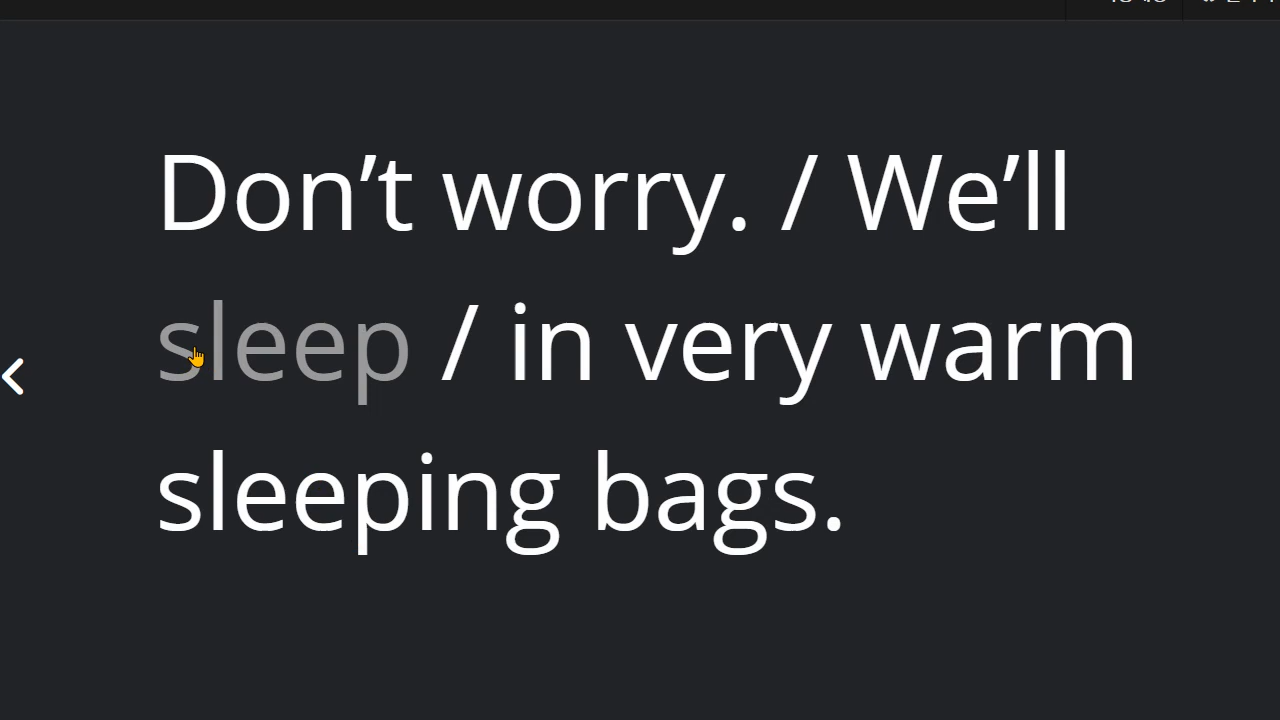 Don’t worry. / We’ll
sleep / in very warm
sleeping bags.